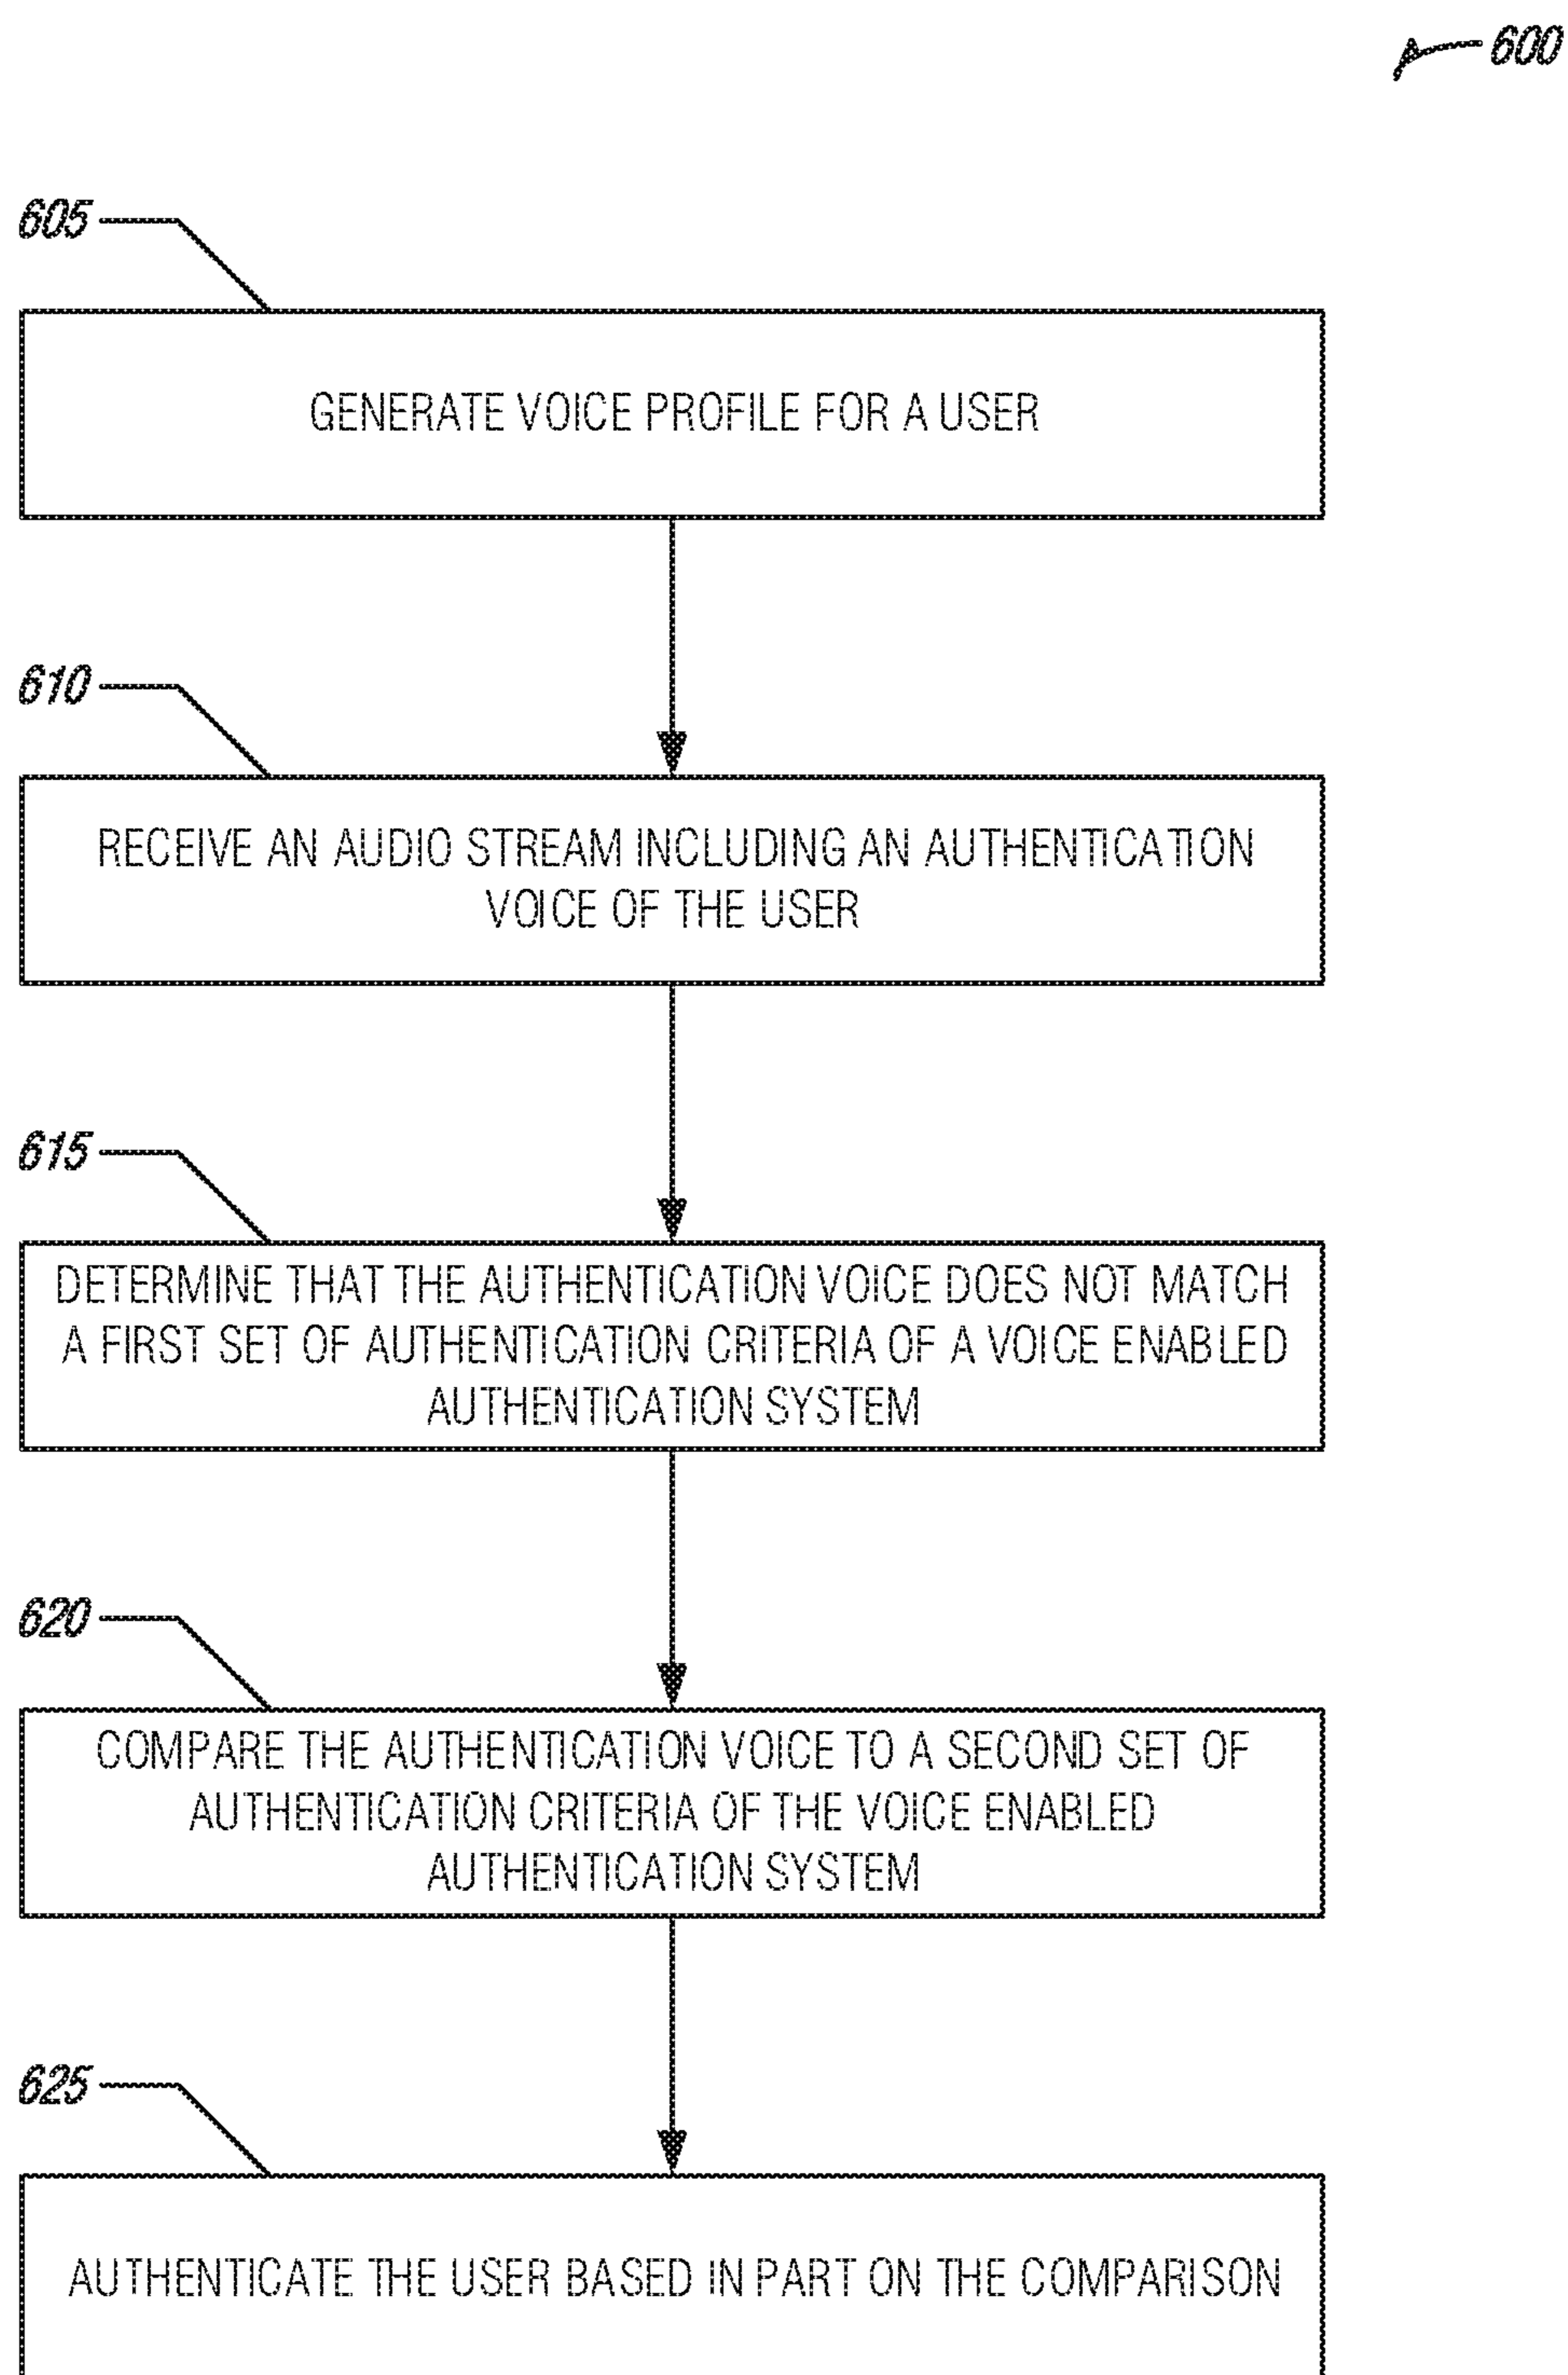 600
605
GENERATE VOICE PROFILE FOR A USER
610
RECEIVE AN AUDIO STREAM INCLUDING AN AUTHENTICATION
VOICE OF THE USER
615
DETERMINE THAT THE AUTHENTICATION VOICE DOES NOT MATCH
A FIRST SET OF AUTHENTICATION CRITERIA OF A VOICE ENABLED
AUTHENTICATION SYSTEM
620
COMPARE THE AUTHENTICATION VOICE TO A SECOND SET OF
AUTHENTICATION CRITERIA OF THE VOICE ENABLED
AUTHENTICATION SYSTEM
625
AUTHENTICATE THE USER BASED IN PART ON THE COMPARISON